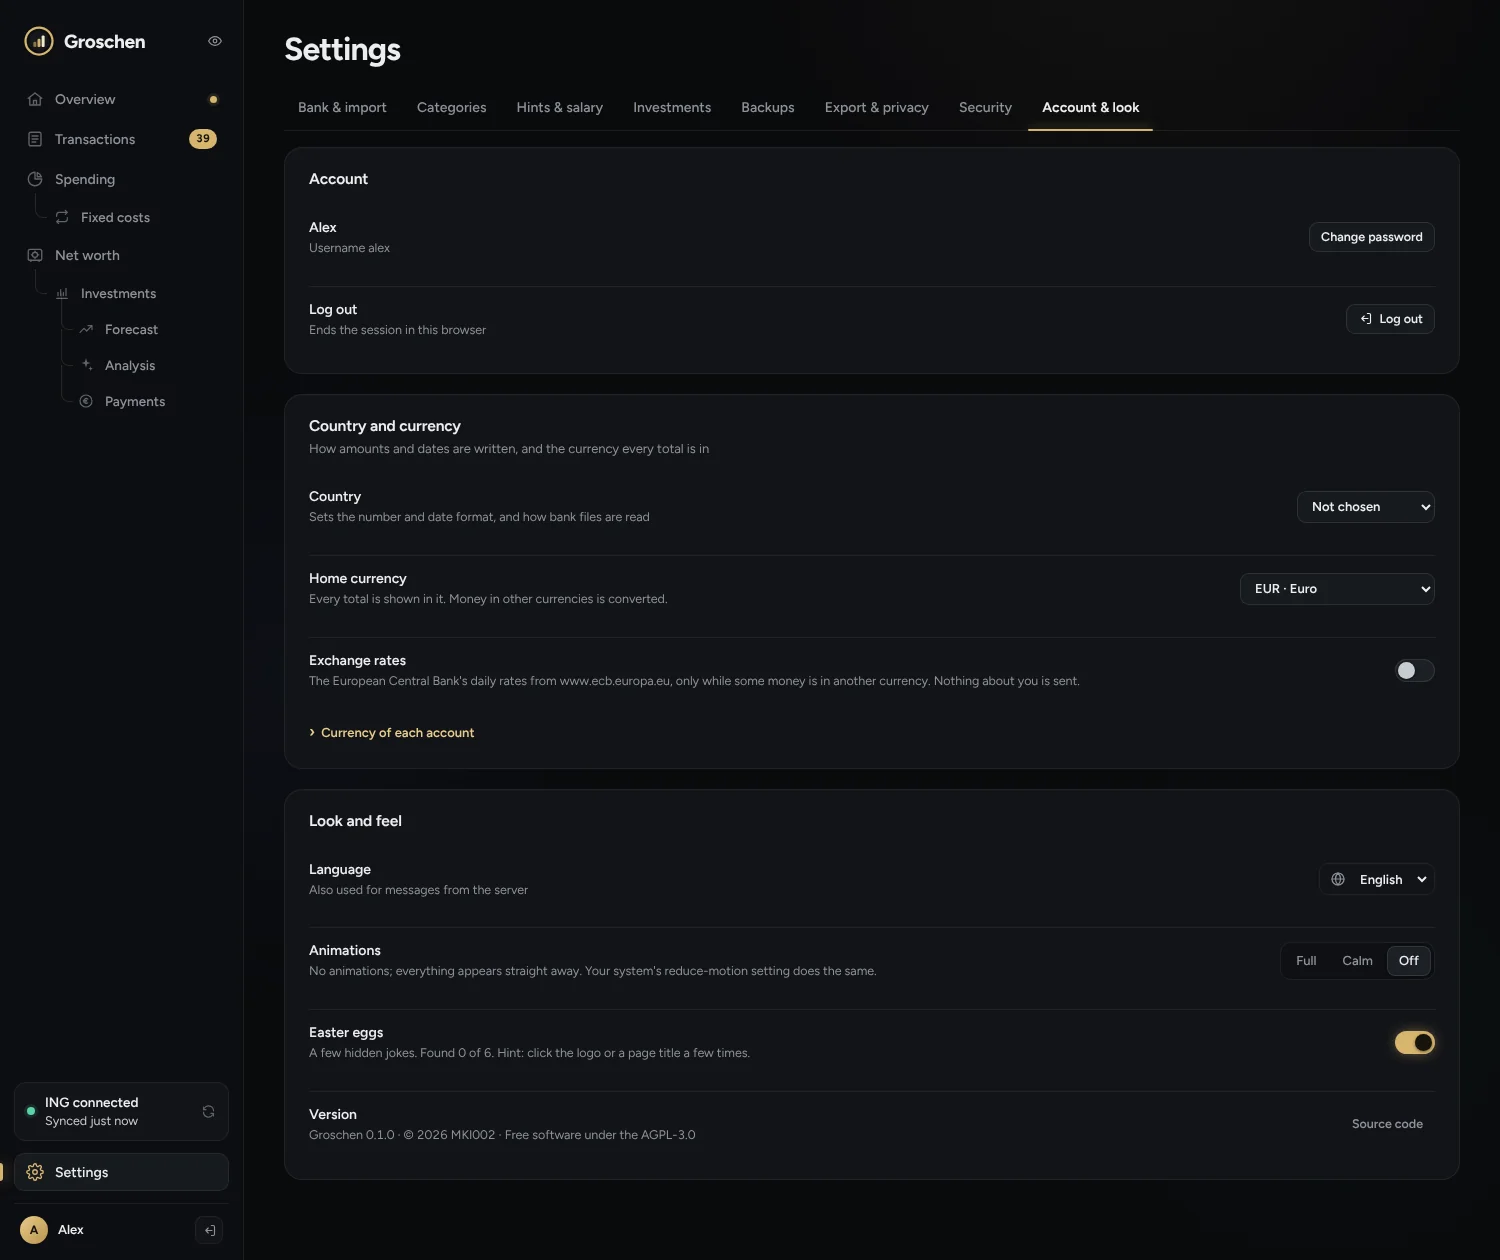 Groschen
Overview
Transactions 39
Spending
Fixed costs
Net worth
Investments
Forecast
Analysis
Payments
ING connected
Synced just now
Settings
A Alex
Settings
Bank & import Categories Hints & salary Investments Backups Export & privacy Security Account & look
Account
Alex
Username alex
Change password
Log out
Ends the session in this browser
Log out
Country and currency
How amounts and dates are written, and the currency every total is in
Country
Sets the number and date format, and how bank files are read
Not chosen
Home currency
Every total is shown in it. Money in other currencies is converted.
EUR · Euro
Exchange rates
The European Central Bank's daily rates from www.ecb.europa.eu, only while some money is in another currency. Nothing about you is sent.
Currency of each account
Look and feel
Language
Also used for messages from the server
English
Animations
No animations; everything appears straight away. Your system's reduce-motion setting does the same.
Full Calm Off
Easter eggs
A few hidden jokes. Found 0 of 6. Hint: click the logo or a page title a few times.
Version
Groschen 0.1.0 · © 2026 MKI002 · Free software under the AGPL-3.0
Source code